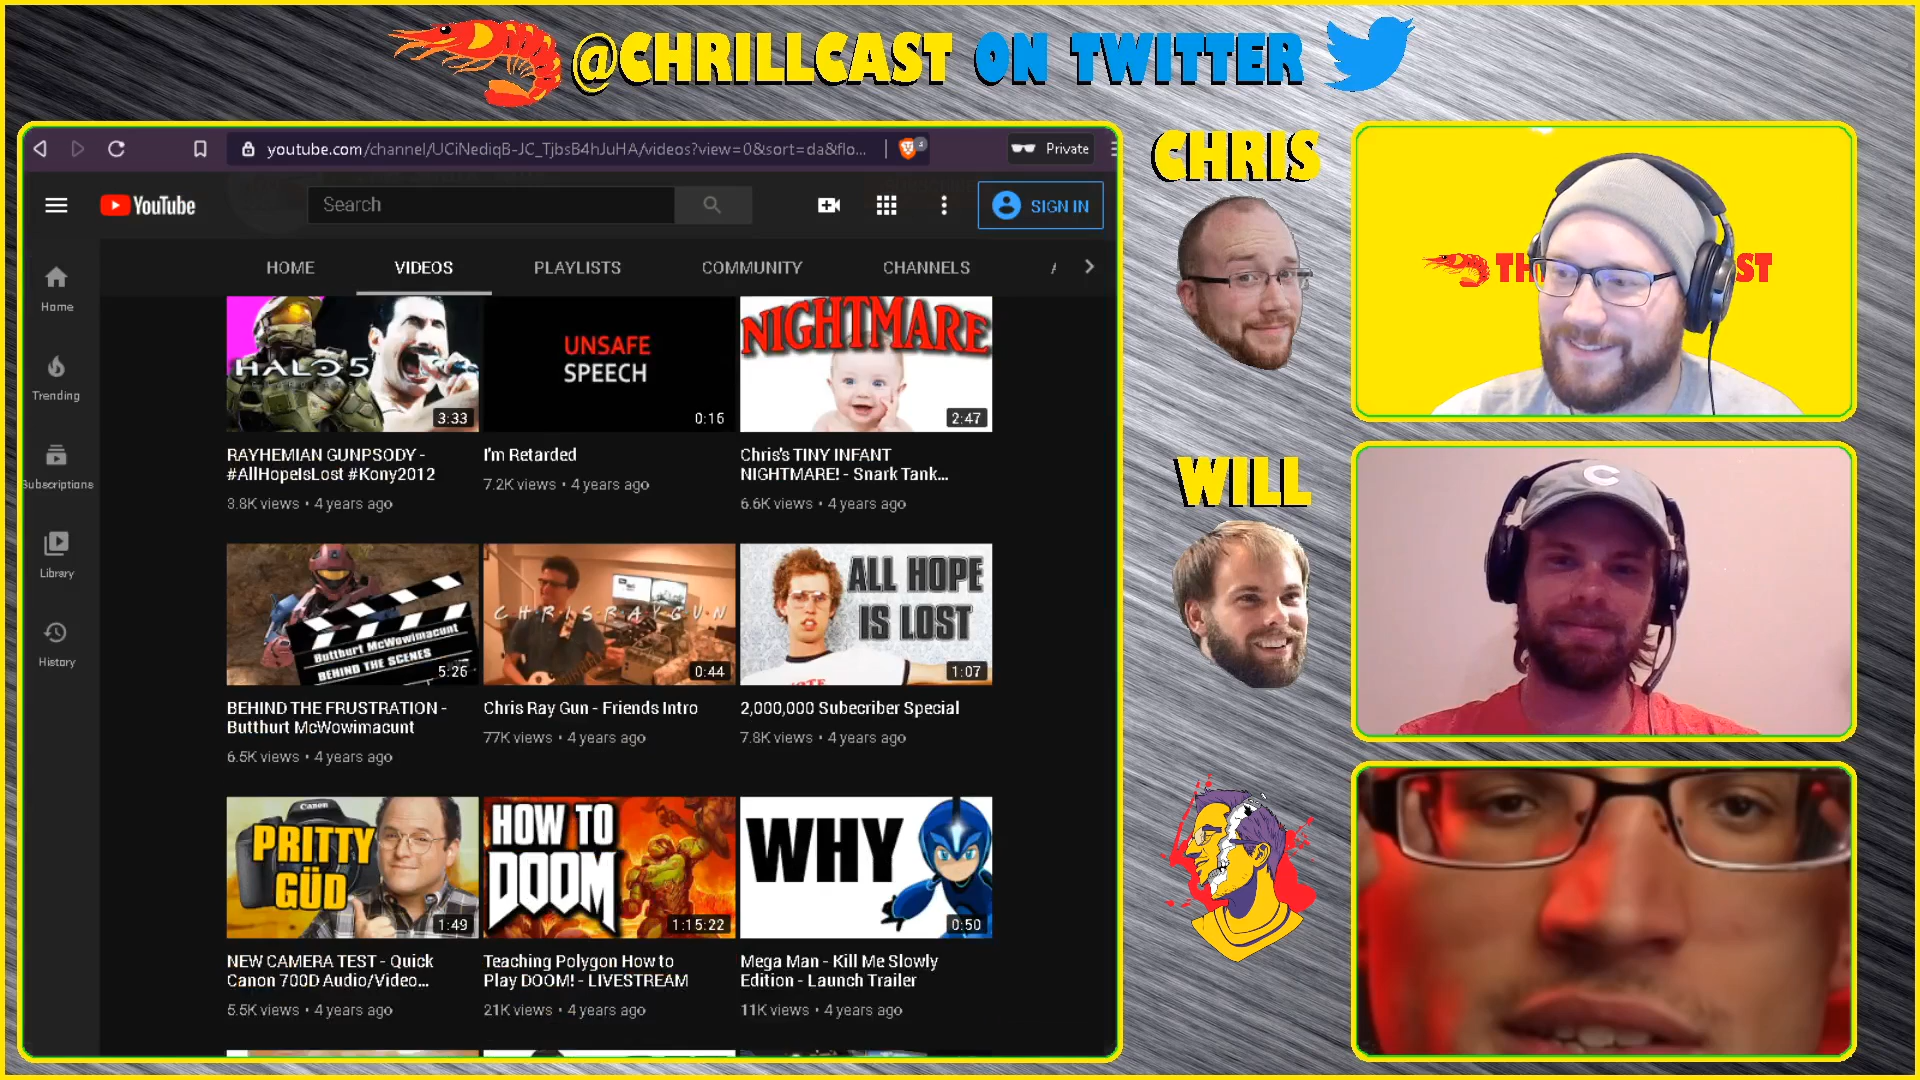 @CHRILLCAST ON TWITTER
youtube.com/channel/UCiNediqB-JC_TjbsB4hJuHA/videos?view=0&sort=da&flo...
4
Private
YouTube
Search
SIGN IN
HOME
VIDEOS
PLAYLISTS
COMMUNITY
CHANNELS
Home
Trending
Subscriptions
Library
History
HALO 5
3:33
UNSAFE
SPEECH
0:16
NIGHTMARE
2:47
RAYHEMIAN GUNPSODY -
#AllHopeIsLost #Kony2012
3.8K views • 4 years ago
I'm Retarded
7.2K views • 4 years ago
Chris's TINY INFANT
NIGHTMARE! - Snark Tank...
6.6K views • 4 years ago
Butthurt McWowimacunt
BEHIND THE SCENES
5:26
CHRIS RAY GUN
0:44
ALL HOPE
IS LOST
1:07
BEHIND THE FRUSTRATION -
Butthurt McWowimacunt
6.5K views • 4 years ago
Chris Ray Gun - Friends Intro
77K views • 4 years ago
2,000,000 Subecriber Special
7.8K views • 4 years ago
Canon
PRITTY
GÜD
1:49
HOW TO
DOOM
1:15:22
WHY
0:50
NEW CAMERA TEST - Quick
Canon 700D Audio/Video...
5.5K views • 4 years ago
Teaching Polygon How to
Play DOOM! - LIVESTREAM
21K views • 4 years ago
Mega Man - Kill Me Slowly
Edition - Launch Trailer
11K views • 4 years ago
CHRIS
TH
ST
WILL
C